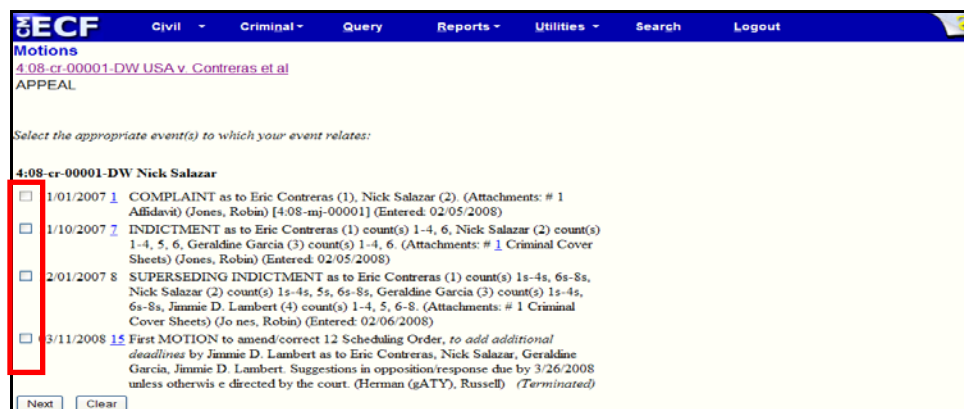 CM ECF Civil Criminal Query Reports Utilities Search Logout
Motions
4:08-cr-00001-DW USA v. Contreras et al
APPEAL
Select the appropriate event(s) to which your event relates:
4:08-cr-00001-DW Nick Salazar
1/01/2007 1 COMPLAINT as to Eric Contreras (1), Nick Salazar (2). (Attachments: # 1
Affidavit) (Jones, Robin) [4:08-mj-00001] (Entered: 02/05/2008)
1/10/2007 7 INDICTMENT as to Eric Contreras (1) count(s) 1-4, 6, Nick Salazar (2) count(s)
1-4, 5, 6, Geraldine Garcia (3) count(s) 1-4, 6. (Attachments: # 1 Criminal Cover
Sheets) (Jones, Robin) (Entered: 02/05/2008)
2/01/2007 8 SUPERSEDING INDICTMENT as to Eric Contreras (1) count(s) 1s-4s, 6s-8s,
Nick Salazar (2) count(s) 1s-4s, 5s, 6s-8s, Geraldine Garcia (3) count(s) 1s-4s,
6s-8s, Jimmie D. Lambert (4) count(s) 1-4, 5, 6-8. (Attachments: # 1 Criminal
Cover Sheets) (Jo nes, Robin) (Entered: 02/06/2008)
03/11/2008 15 First MOTION to amend/correct 12 Scheduling Order, to add additional
deadlines by Jimmie D. Lambert as to Eric Contreras, Nick Salazar, Geraldine
Garcia, Jimmie D. Lambert. Suggestions in opposition/response due by 3/26/2008
unless otherwis e directed by the court. (Herman (gATY), Russell) (Terminated)
Next Clear